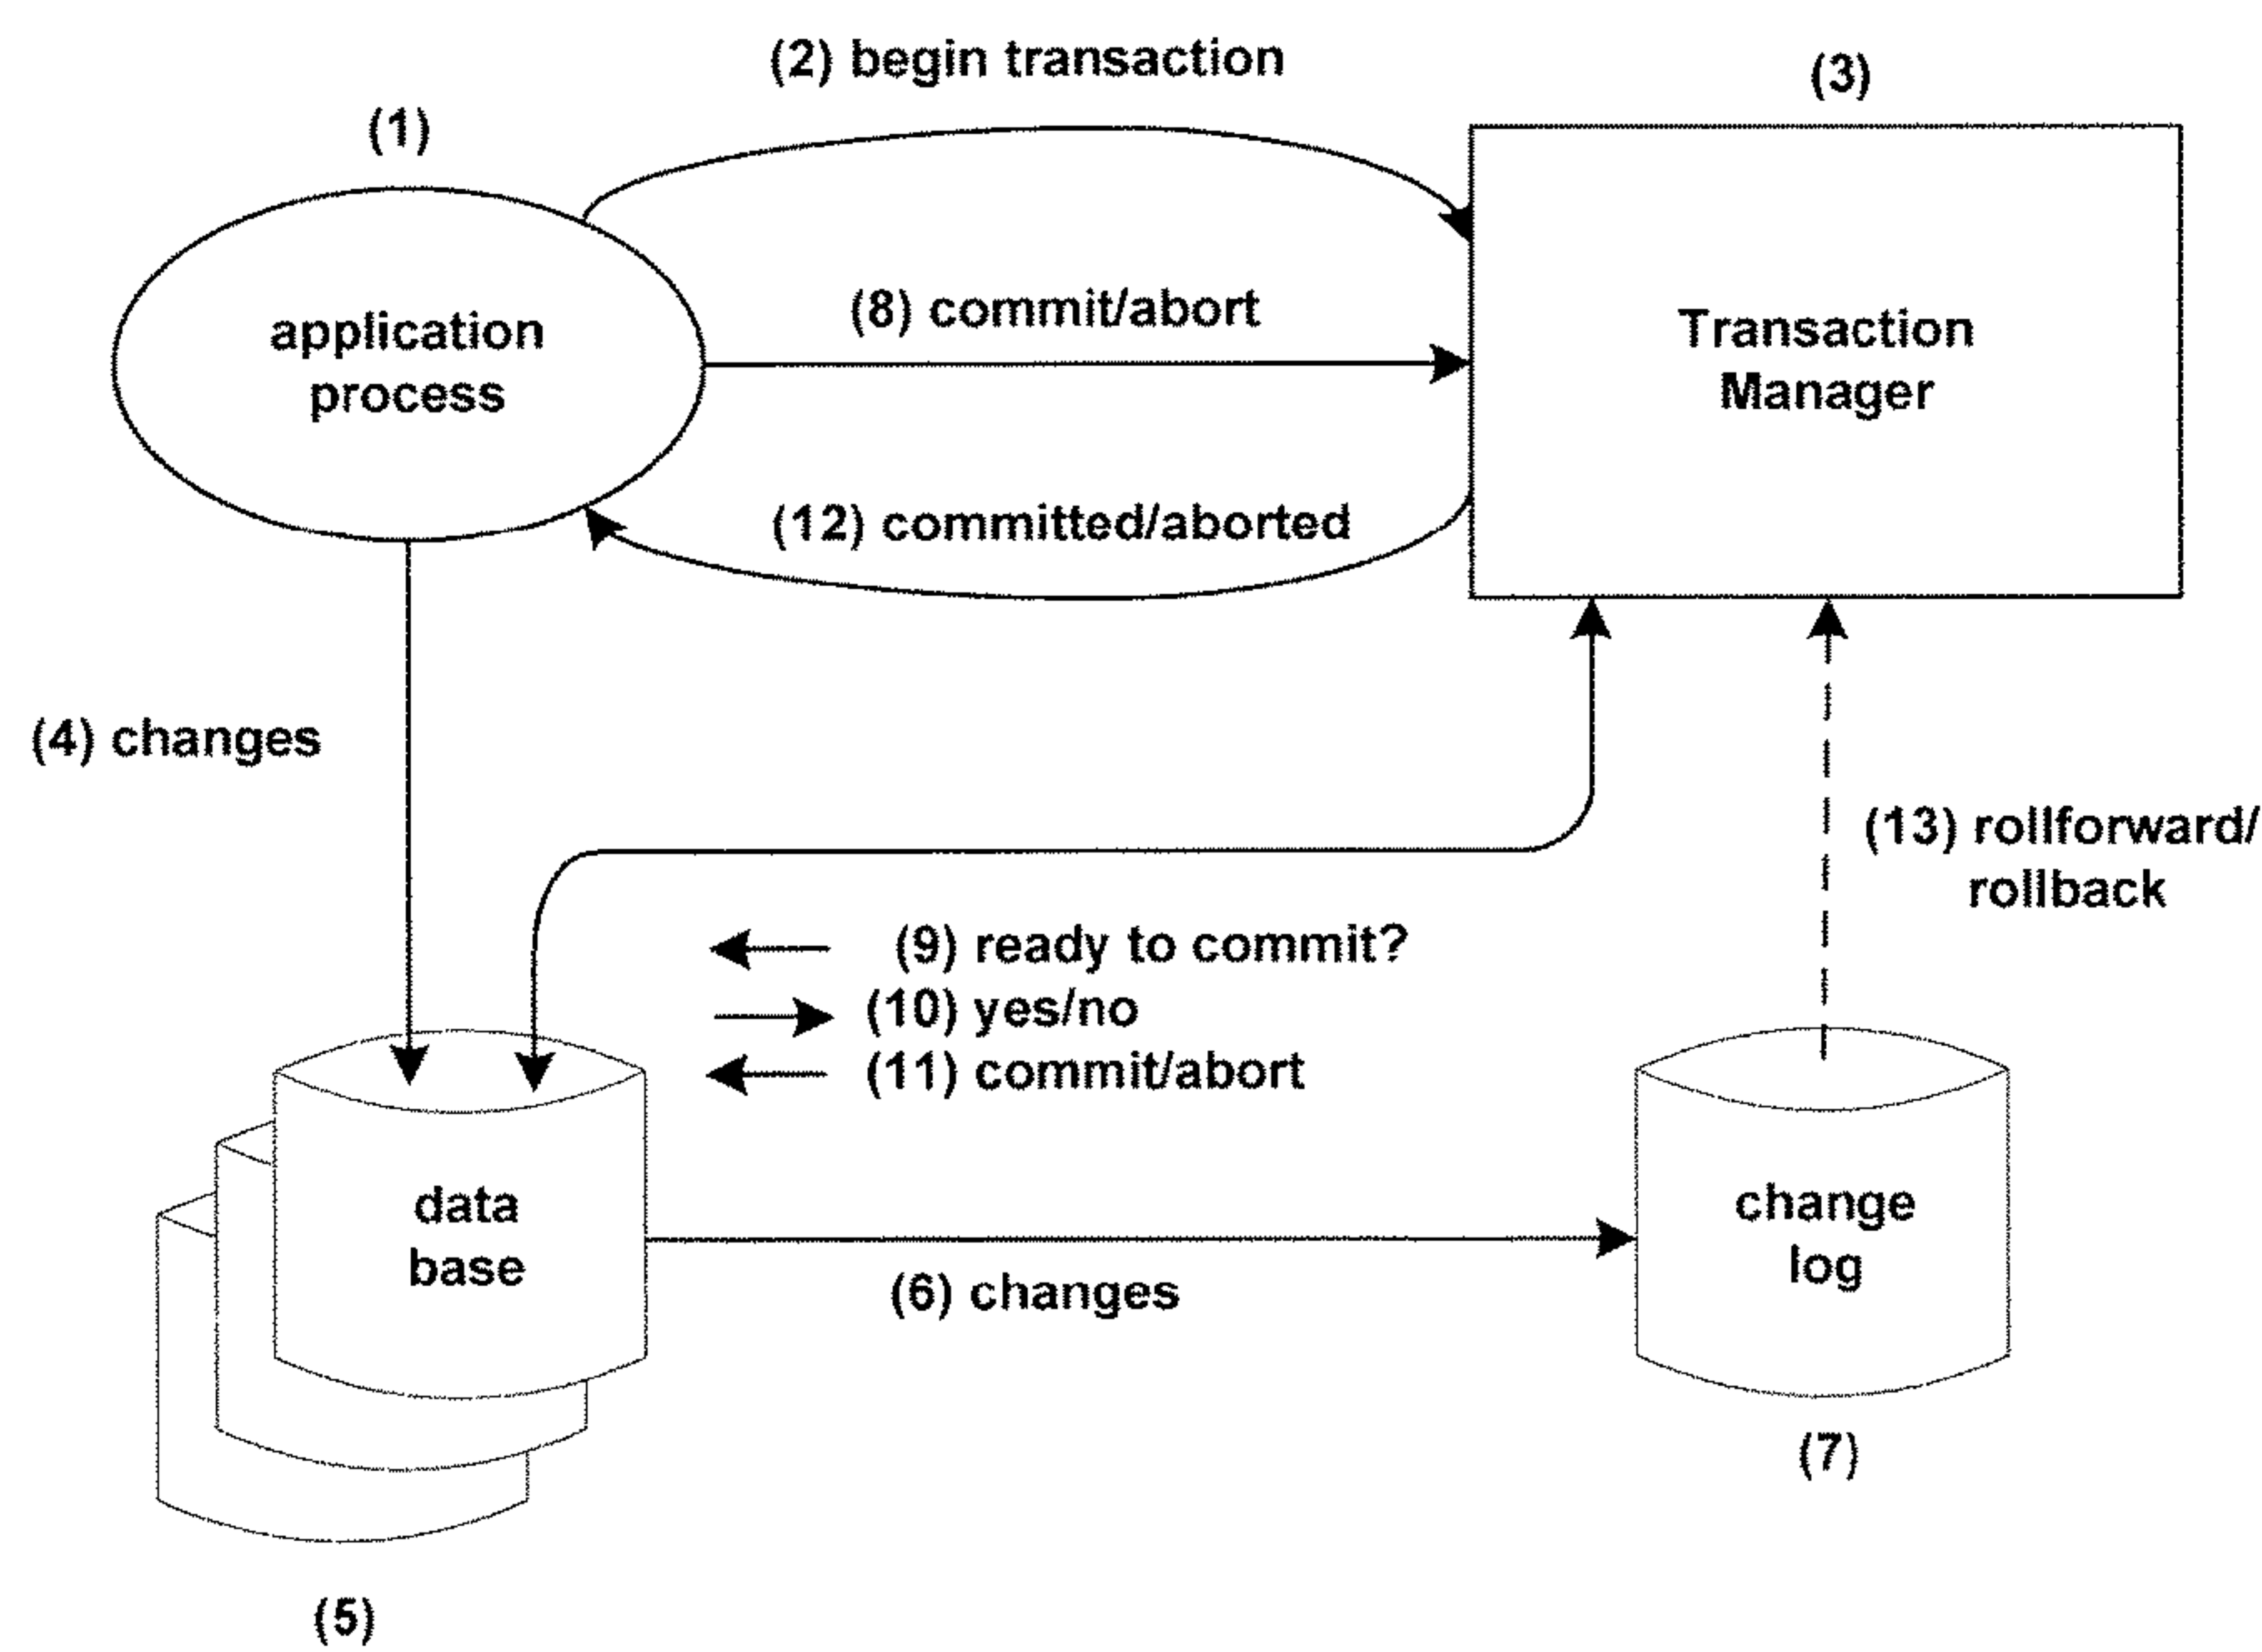 (2) begin transaction
(3)
(1)
(8) commit/abort
application
process
Transaction
Manager
(12) committed/aborted
(4) changes
(13) rollforward/
rollback
(9) ready to commit?
(10) yes/no
(11) commit/abort
data
base
change
log
(6) changes
(7)
(5)